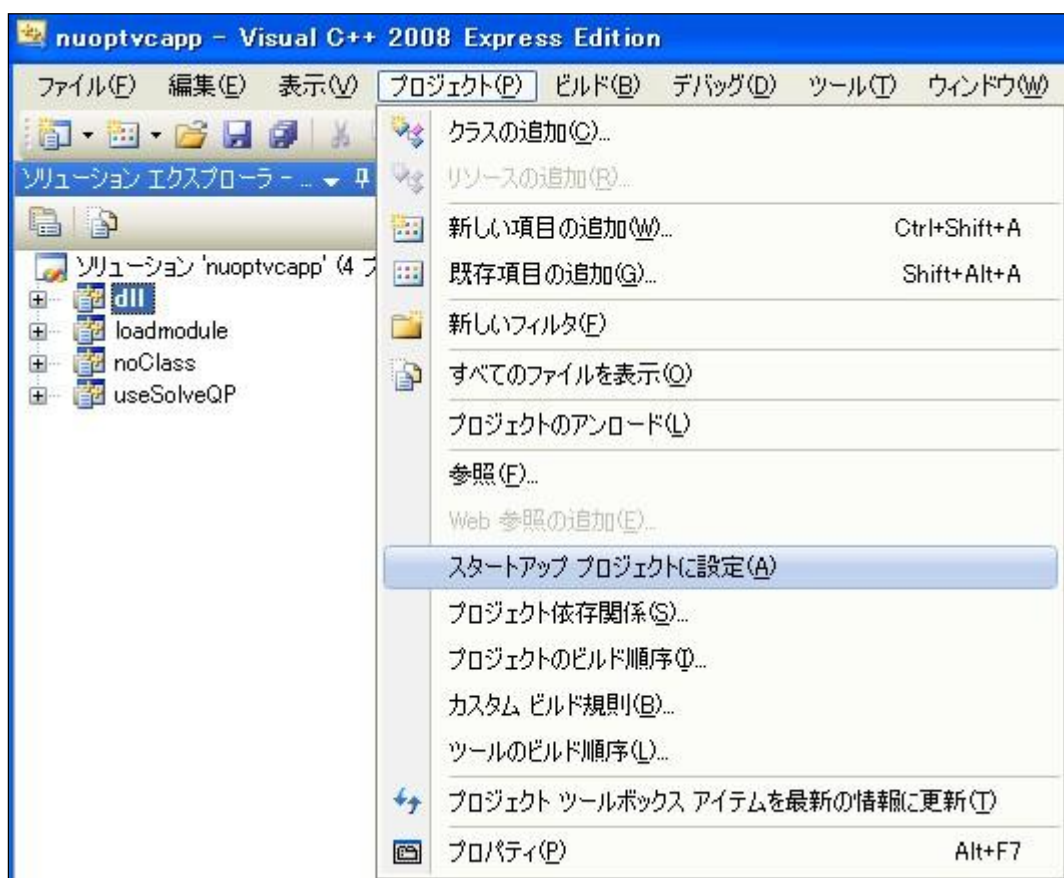 nuoptvcapp - Visual C++ 2008 Express Edition
ファイル(F) 編集(E) 表示(V) プロジェクト(P) ビルド(B) デバッグ(D) ツール(T) ウィンドウ(W)
ソリューション エクスプローラ - ...
ソリューション 'nuoptvcapp' (4 プ
dll
loadmodule
noClass
useSolveQP
クラスの追加(C)...
リソースの追加(R)...
新しい項目の追加(W)... Ctrl+Shift+A
既存項目の追加(G)... Shift+Alt+A
新しいフィルタ(F)
すべてのファイルを表示(O)
プロジェクトのアンロード(L)
参照(F)...
Web 参照の追加(E)...
スタートアップ プロジェクトに設定(A)
プロジェクト依存関係(S)...
プロジェクトのビルド順序(I)...
カスタム ビルド規則(B)...
ツールのビルド順序(L)...
プロジェクト ツールボックス アイテムを最新の情報に更新(T)
プロパティ(P) Alt+F7